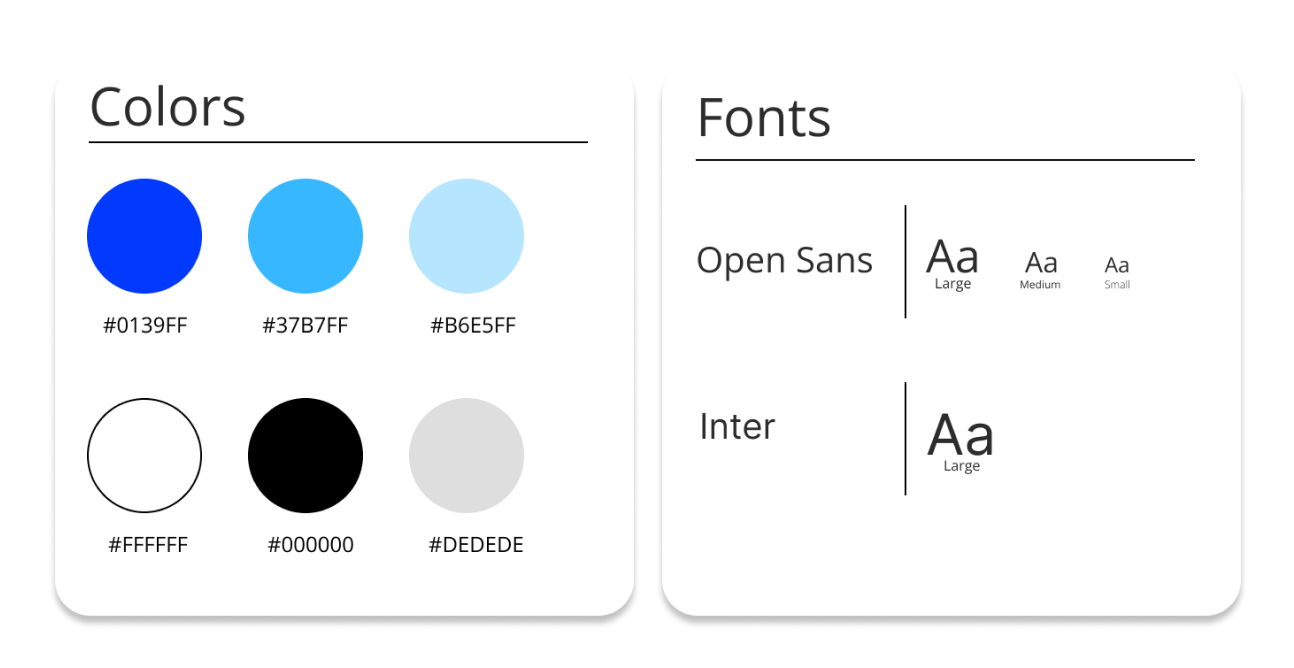 Colors
#0139FF #37B7FF #B6E5FF
#FFFFFF #000000 #DEDEDE
Fonts
Open Sans
Aa Aa Aa
Large Medium Small
Inter
Aa
Large